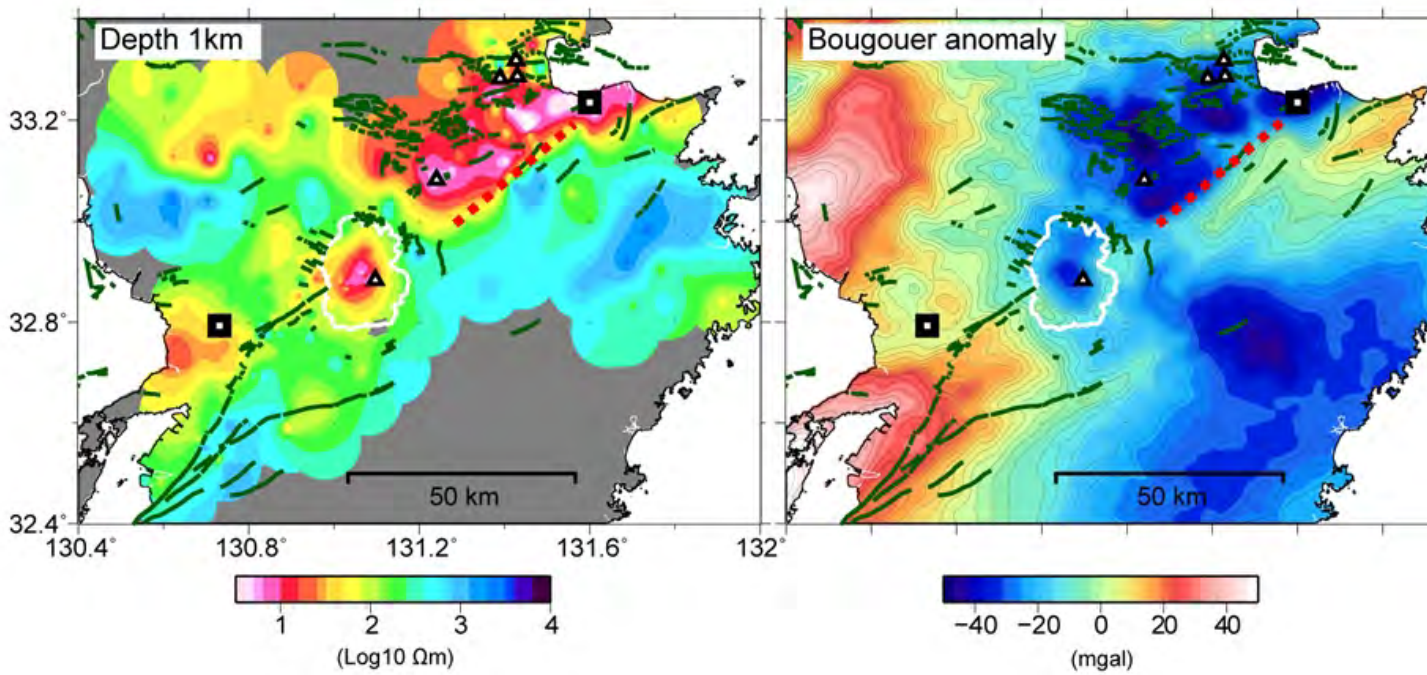 Depth 1km
Bougouer anomaly
33.2°
32.8°
32.4°
50 km
50 km
130.4
130.8
131.2
131.6
132
1 2 3 4
(Log10 Ωm)
−40 −20 0 20 40
(mgal)